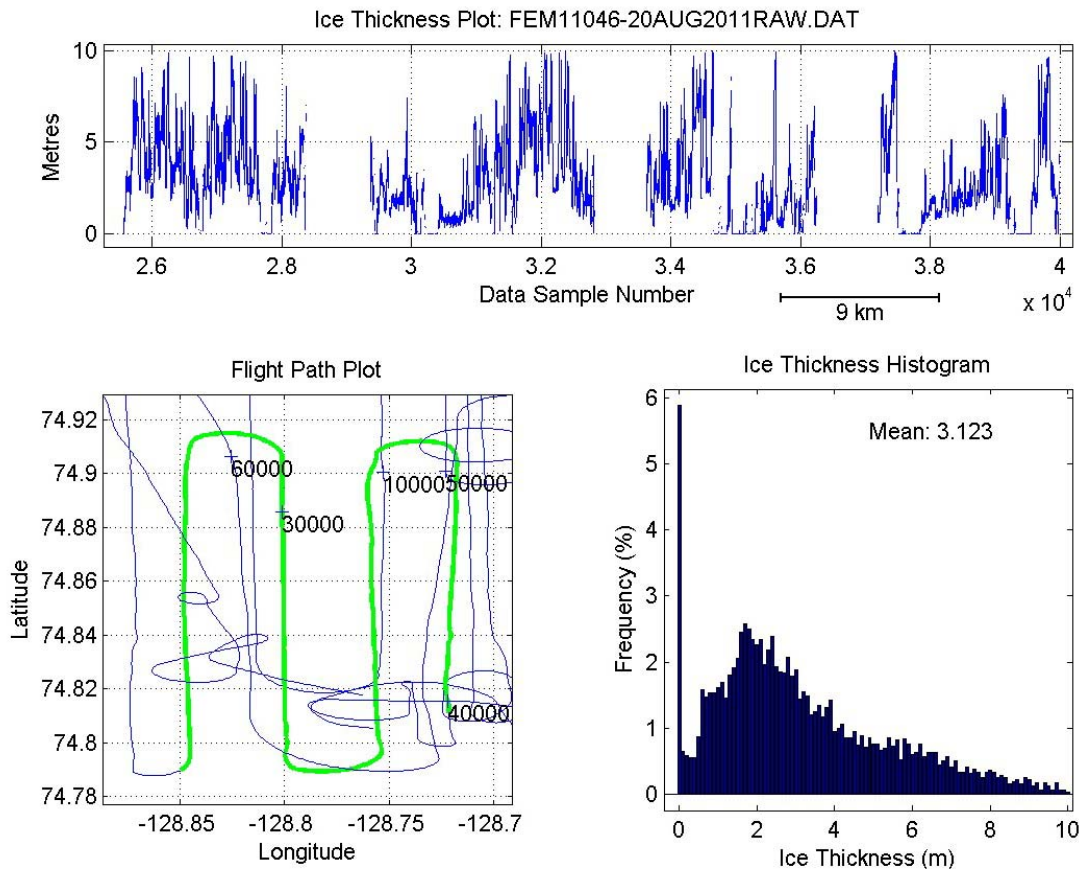 Ice Thickness Plot: FEM11046-20AUG2011RAW.DAT
Metres
10
5
0
2.6 2.8 3 3.2 3.4 3.6 3.8 4
Data Sample Number
x 10^4
9 km
Flight Path Plot
Latitude
74.92
74.9
74.88
74.86
74.84
74.82
74.8
74.78
60000
10000
50000
30000
40000
-128.85 -128.8 -128.75 -128.7
Longitude
Ice Thickness Histogram
Mean: 3.123
Frequency (%)
6
5
4
3
2
1
0
0 2 4 6 8 10
Ice Thickness (m)